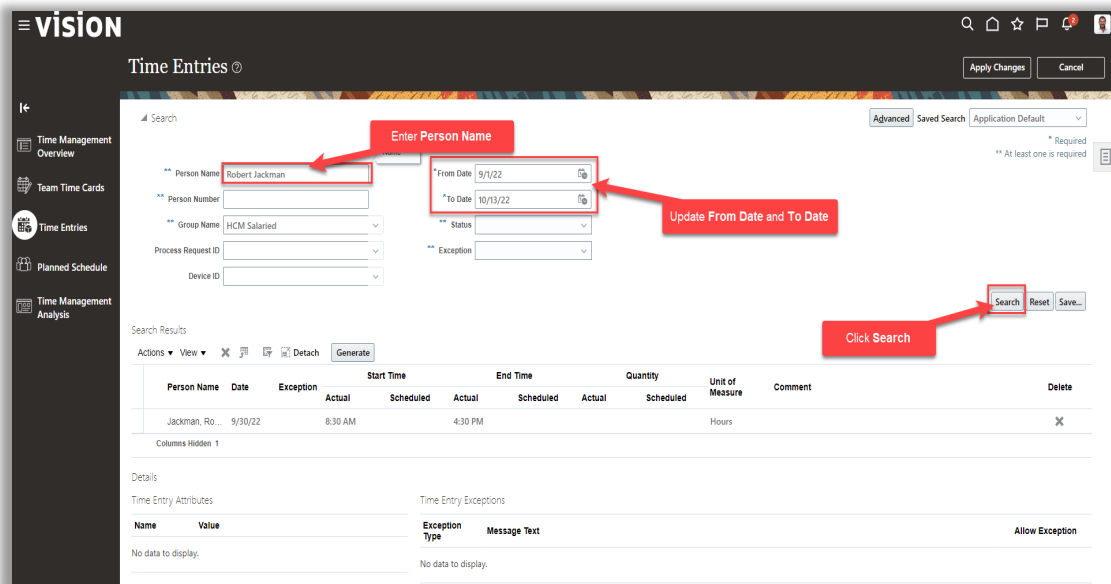 VISION
2
Time Entries
Apply Changes
Cancel
Search
Advanced
Saved Search
Application Default
* Required
** At least one is required
Time Management
Overview
Team Time Cards
Time Entries
Planned Schedule
Time Management
Analysis
Enter Person Name
** Person Name Robert Jackman
** Person Number
** Group Name HCM Salaried
Process Request ID
Device ID
*From Date 9/1/22
*To Date 10/13/22
** Status
** Exception
Update From Date and To Date
Search Reset Save...
Click Search
Search Results
Actions View Detach Generate
Start Time End Time Quantity
Person Name Date Exception Actual Scheduled Actual Scheduled Actual Scheduled Unit of Measure Comment Delete
Jackman, Ro... 9/30/22 8:30 AM 4:30 PM Hours
Columns Hidden 1
Details
Time Entry Attributes
Name Value
No data to display.
Time Entry Exceptions
Exception Type Message Text Allow Exception
No data to display.